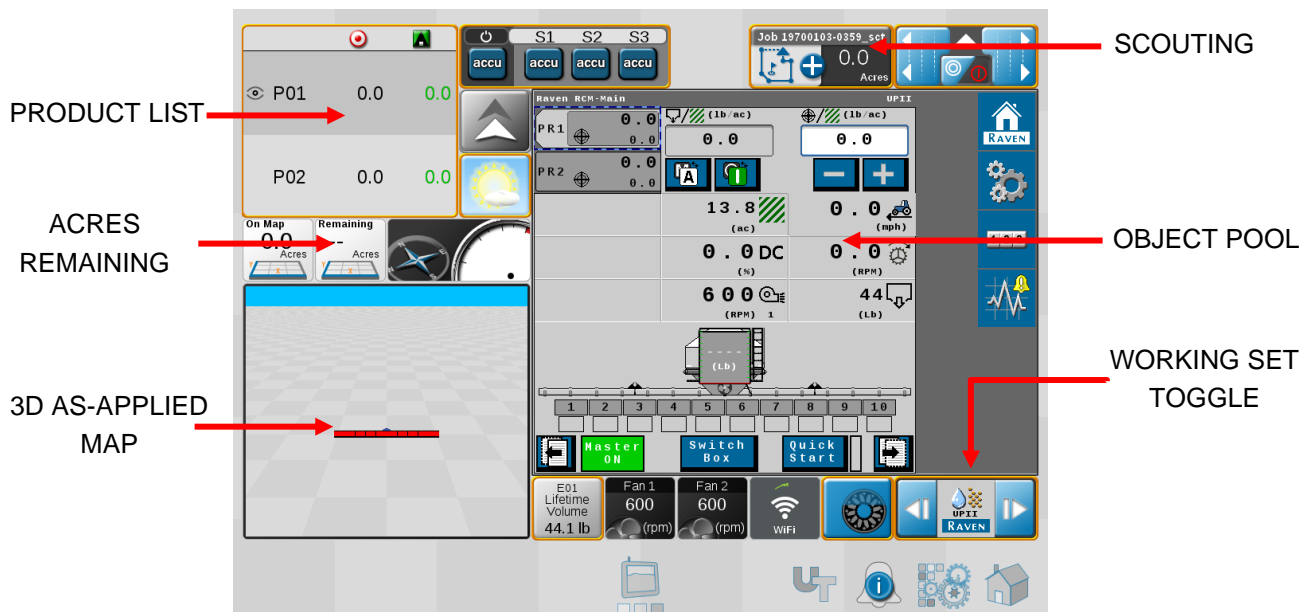 PRODUCT LIST
ACRES
REMAINING
3D AS-APPLIED
MAP
SCOUTING
OBJECT POOL
WORKING SET
TOGGLE
A
P01 0.0 0.0
P02 0.0 0.0
S1 S2 S3
accu accu accu accu
Job 19700103-0359_sct
0.0
Acres
On Map
0.0
Acres
Remaining
--
Acres
Raven RCM-Main UPII
PR1 0.0
0.0
PR2 0.0
0.0
(lb/ac)
0.0
(lb/ac)
0.0
A
− +
13.8
(ac)
0.0
(mph)
0.0 DC
(%)
0.0
(RPM)
600
(RPM) 1
44
(Lb)
----
(Lb)
1 2 3 4 5 6 7 8 9 10
Master
ON
Switch
Box
Quick
Start
RAVEN
E01
Lifetime
Volume
44.1 lb
Fan 1
600
(rpm)
Fan 2
600
(rpm)
WiFi
UPII
RAVEN
UT
i